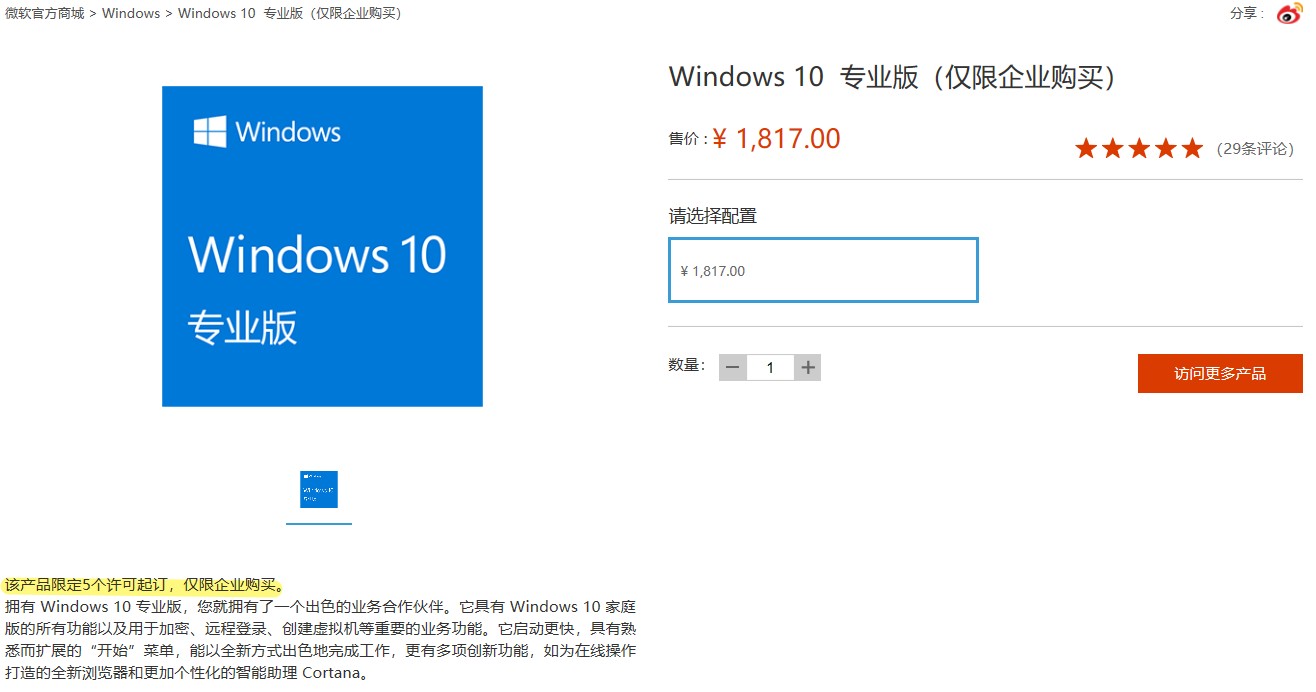 微软官方商城 > Windows > Windows 10 专业版（仅限企业购买）
分享：
Windows
Windows 10
专业版
Windows 10 专业版（仅限企业购买）
售价：¥ 1,817.00
（29条评论）
请选择配置
¥ 1,817.00
数量：
1
访问更多产品
该产品限定5个许可起订，仅限企业购买。
拥有 Windows 10 专业版，您就拥有了一个出色的业务合作伙伴。它具有 Windows 10 家庭
版的所有功能以及用于加密、远程登录、创建虚拟机等重要的业务功能。它启动更快，具有熟
悉而扩展的“开始”菜单，能以全新方式出色地完成工作，更有多项创新功能，如为在线操作
打造的全新浏览器和更加个性化的智能助理 Cortana。